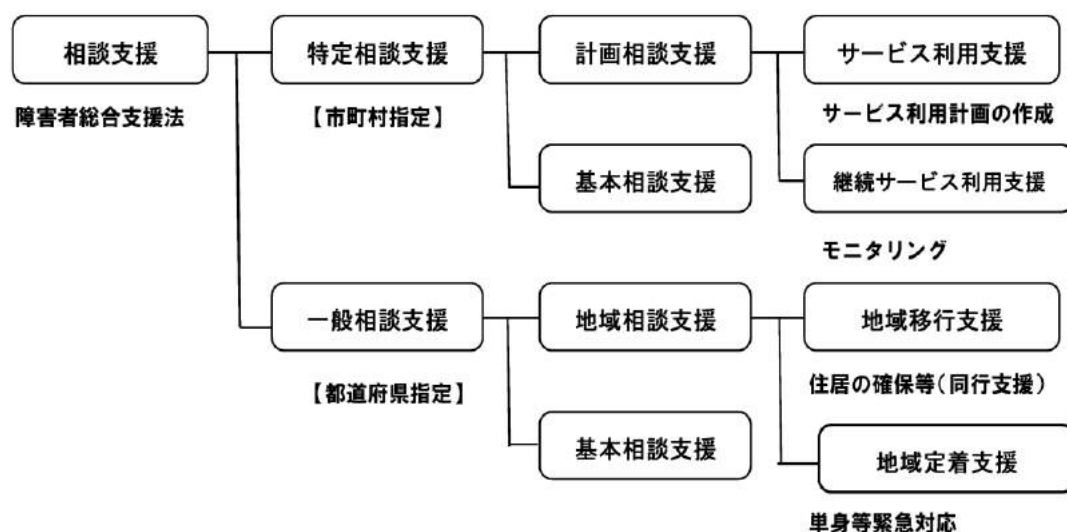 相談支援
特定相談支援
計画相談支援
サービス利用支援
障害者総合支援法
【市町村指定】
サービス利用計画の作成
基本相談支援
継続サービス利用支援
モニタリング
一般相談支援
地域相談支援
地域移行支援
【都道府県指定】
住居の確保等（同行支援）
基本相談支援
地域定着支援
単身等緊急対応